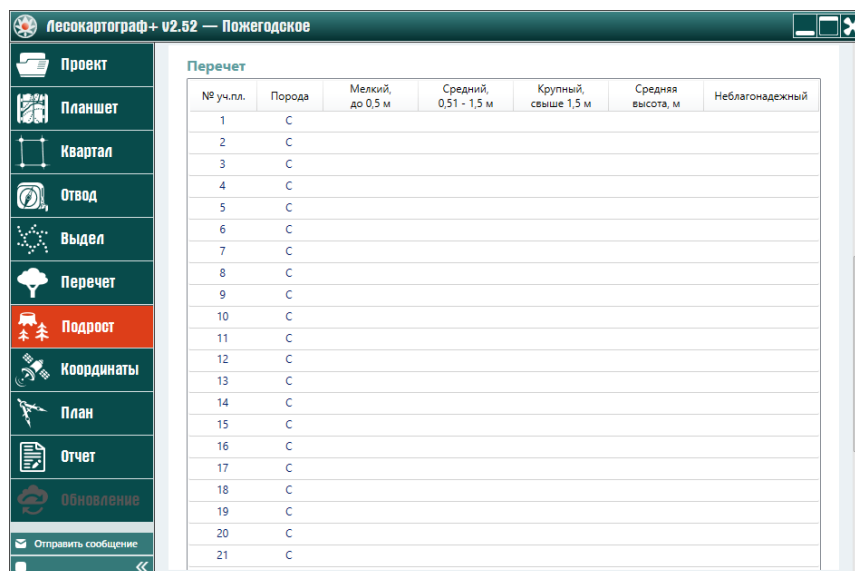 Лесокартограф+ v2.52 — Пожегодское
Проект
Планшет
Квартал
Отвод
Выдел
Перечет
Подрост
Координаты
План
Отчет
Обновление
Отправить сообщение
Перечет
№ уч.пл. Порода Мелкий, до 0,5 м Средний, 0,51 - 1,5 м Крупный, свыше 1,5 м Средняя высота, м Неблагонадежный
1 С
2 С
3 С
4 С
5 С
6 С
7 С
8 С
9 С
10 С
11 С
12 С
13 С
14 С
15 С
16 С
17 С
18 С
19 С
20 С
21 С